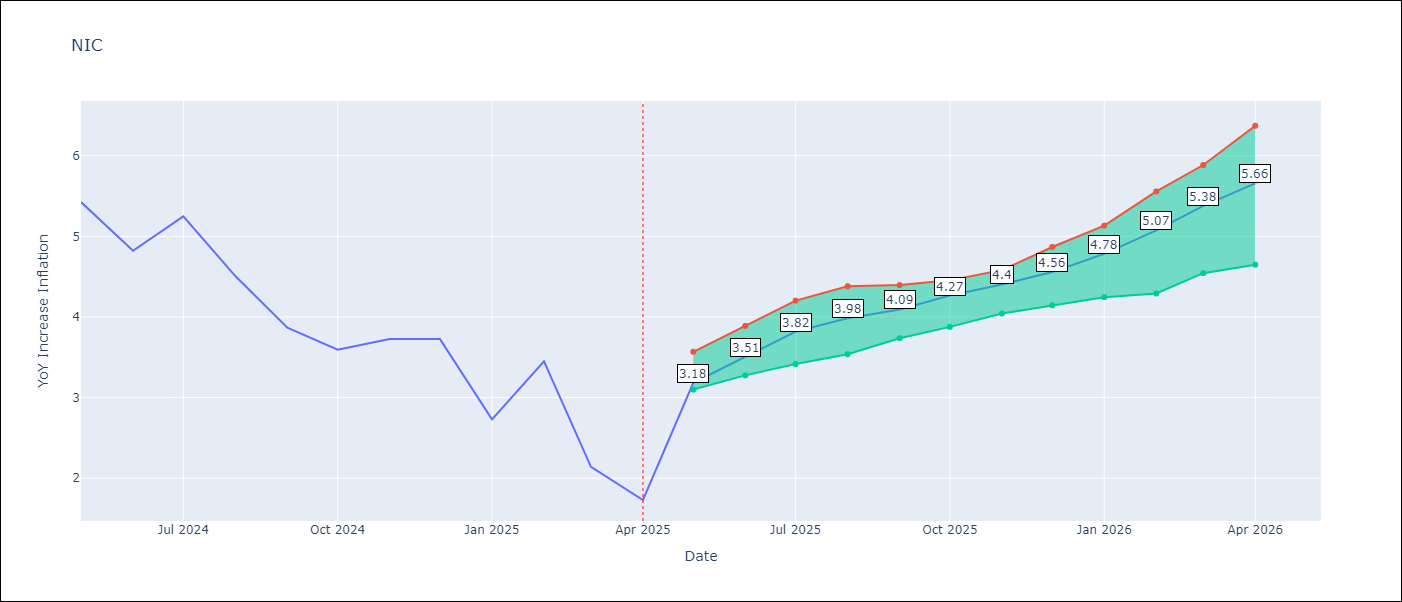 NIC
YoY Increase Inflation
6
5
4
3
2
3.18
3.51
3.82
3.98
4.09
4.27
4.4
4.56
4.78
5.07
5.38
5.66
Jul 2024
Oct 2024
Jan 2025
Apr 2025
Jul 2025
Oct 2025
Jan 2026
Apr 2026
Date